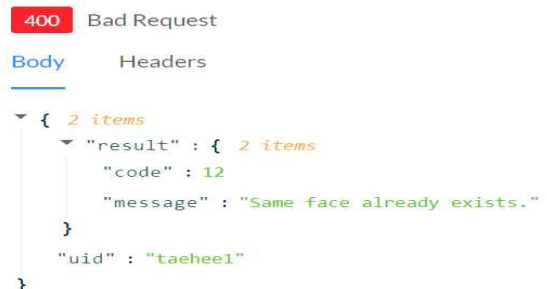 400 Bad Request
Body Headers
{ 2 items
"result" : { 2 items
"code" : 12
"message" : "Same face already exists."
}
"uid" : "taehee1"
}